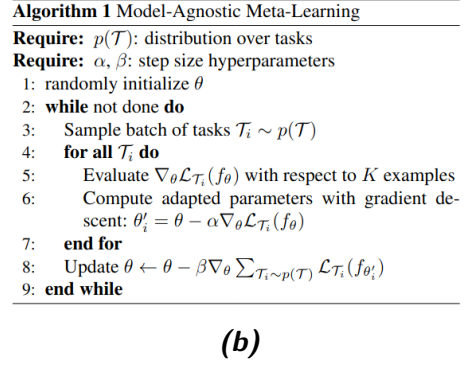 Algorithm 1 Model-Agnostic Meta-Learning
Require: p(𝒯): distribution over tasks
Require: α, β: step size hyperparameters
1: randomly initialize θ
2: while not done do
3: Sample batch of tasks 𝒯ᵢ ∼ p(𝒯)
4: for all 𝒯ᵢ do
5: Evaluate ∇θℒ𝒯ᵢ(fθ) with respect to K examples
6: Compute adapted parameters with gradient de-
scent: θ′ᵢ = θ − α∇θℒ𝒯ᵢ(fθ)
7: end for
8: Update θ ← θ − β∇θ ∑𝒯ᵢ∼p(𝒯) ℒ𝒯ᵢ(fθ′ᵢ)
9: end while
(b)